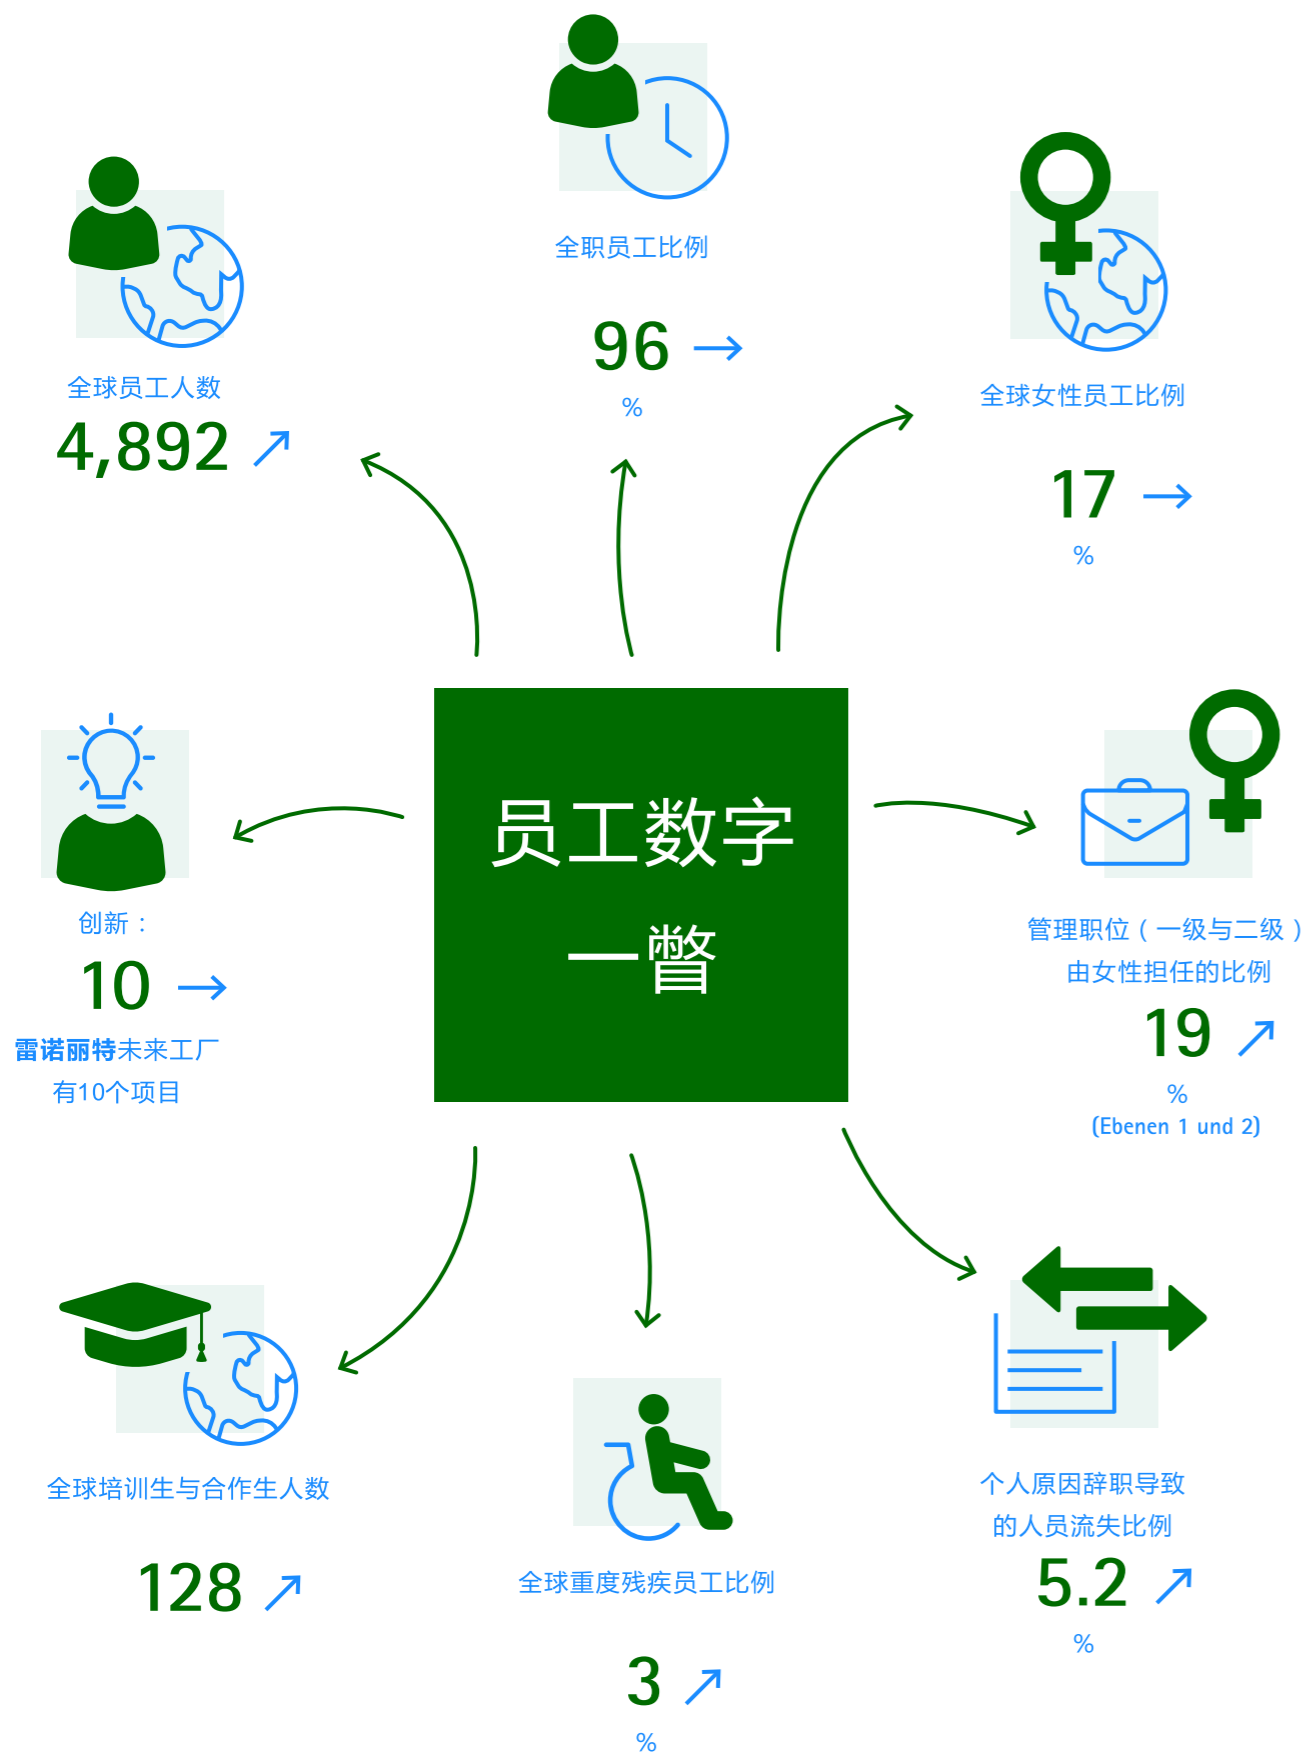 全职员工比例
96 →
%
全球员工人数
4,892 ↗
全球女性员工比例
17 →
%
员工数字
一瞥
创新：
10 →
雷诺丽特未来工厂
有10个项目
管理职位（一级与二级）
由女性担任的比例
19 ↗
%
(Ebenen 1 und 2)
全球培训生与合作生人数
128 ↗
全球重度残疾员工比例
3 ↗
%
个人原因辞职导致
的人员流失比例
5.2 ↗
%